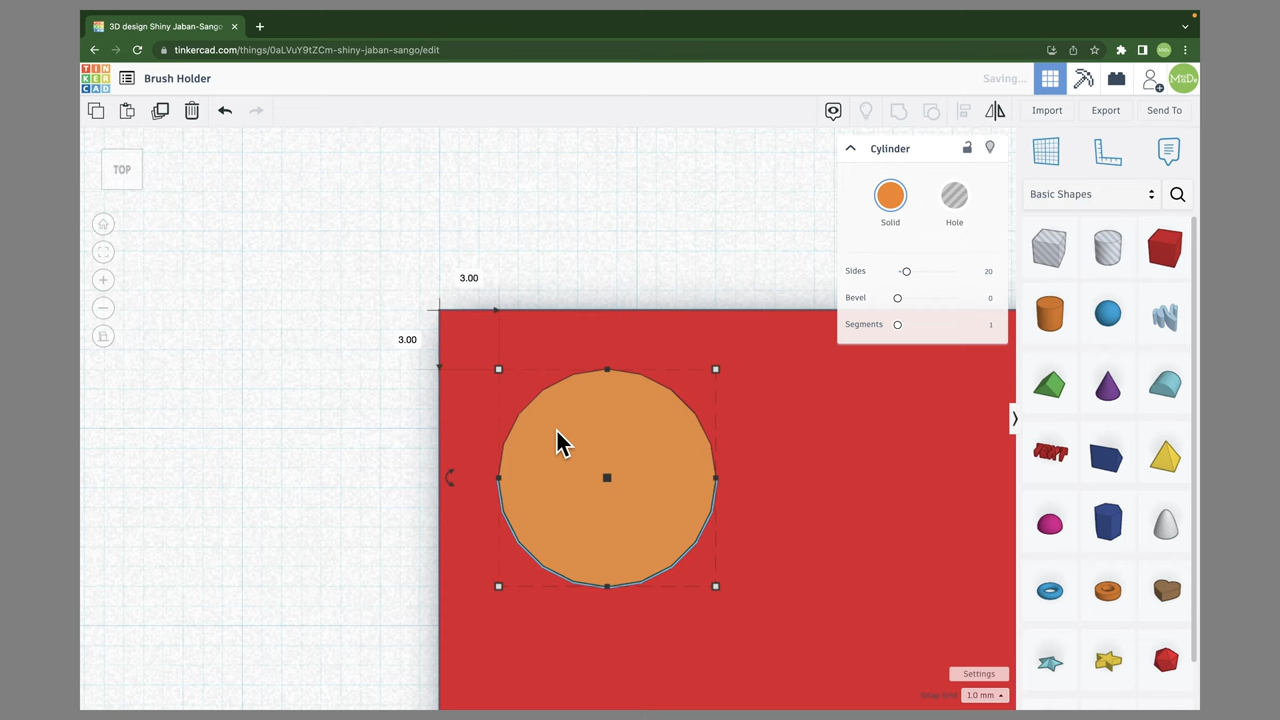 3D design Shiny Jaban-Sango
tinkercad.com/things/0aLVuY9tZCm-shiny-jaban-sango/edit
TIN
KER
CAD
Brush Holder
Saving...
Import
Export
Send To
TOP
Cylinder
Solid
Hole
Sides
20
Bevel
0
Segments
1
Basic Shapes
3.00
3.00
Settings
Snap Grid
1.0 mm